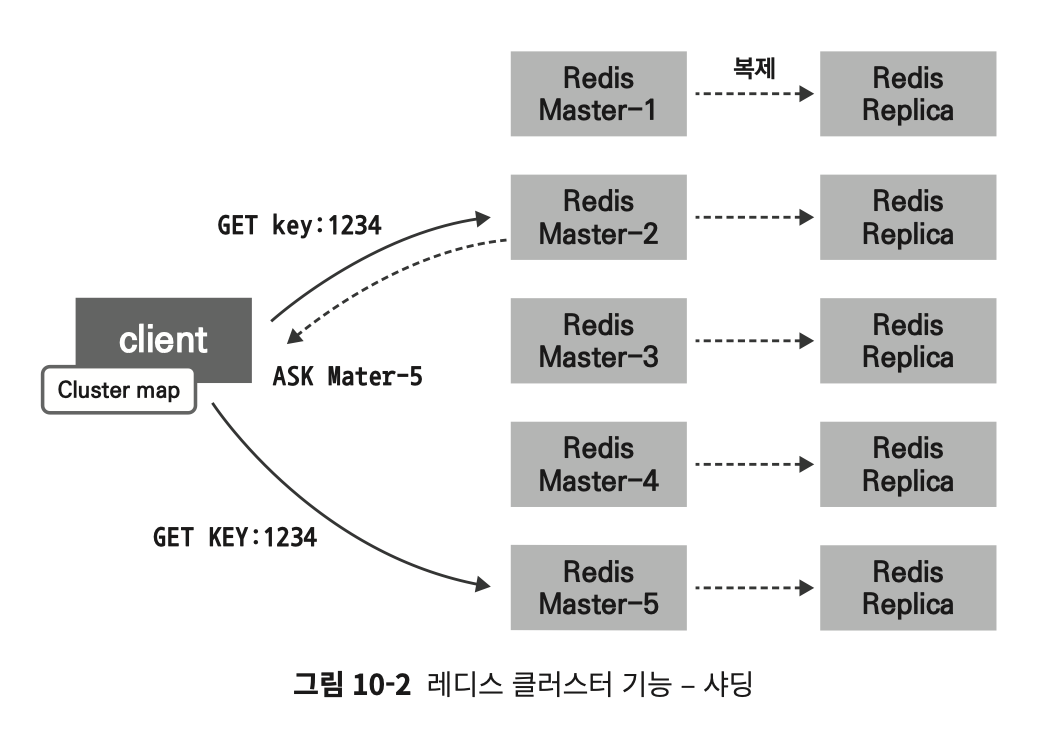 Redis
Master-1
복제
Redis
Replica
GET key:1234
Redis
Master-2
Redis
Replica
client
Cluster map
ASK Mater-5
Redis
Master-3
Redis
Replica
Redis
Master-4
Redis
Replica
GET KEY:1234
Redis
Master-5
Redis
Replica
그림 10-2 레디스 클러스터 기능 – 샤딩